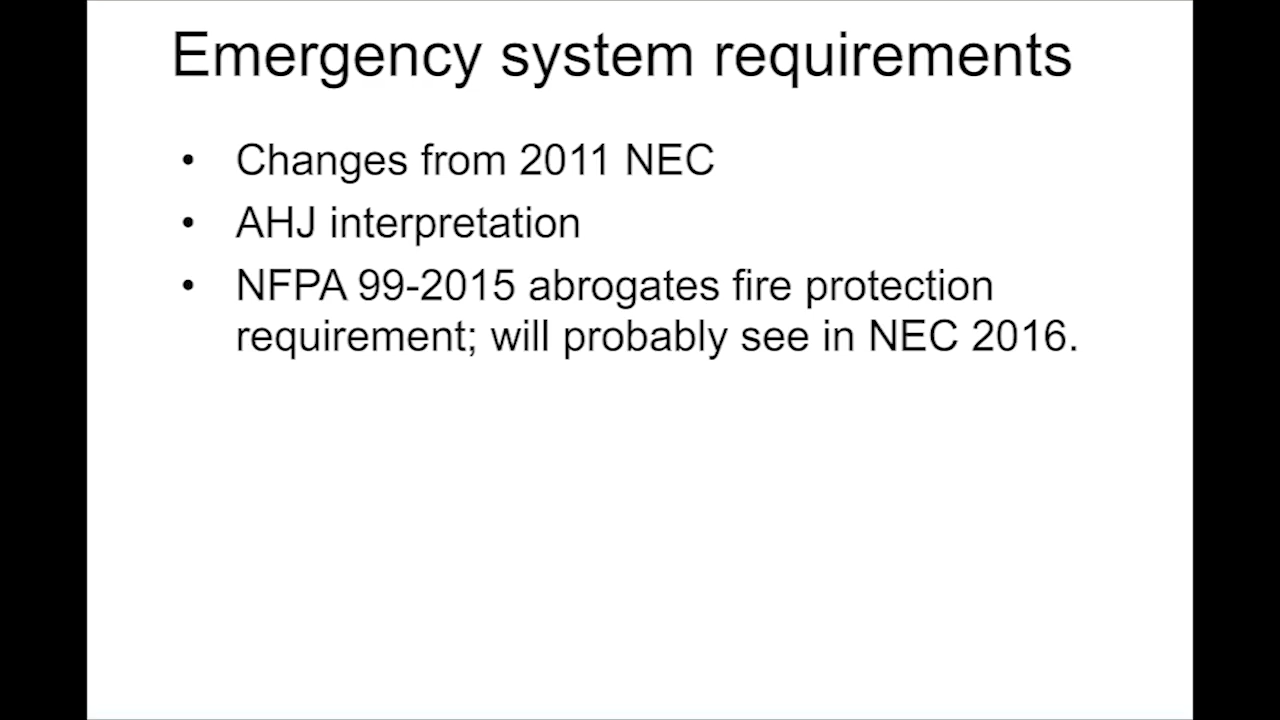 Emergency system requirements
• Changes from 2011 NEC
• AHJ interpretation
• NFPA 99-2015 abrogates fire protection
requirement; will probably see in NEC 2016.